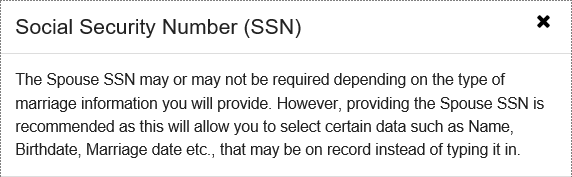 Social Security Number (SSN)
The Spouse SSN may or may not be required depending on the type of
marriage information you will provide. However, providing the Spouse SSN is
recommended as this will allow you to select certain data such as Name,
Birthdate, Marriage date etc., that may be on record instead of typing it in.